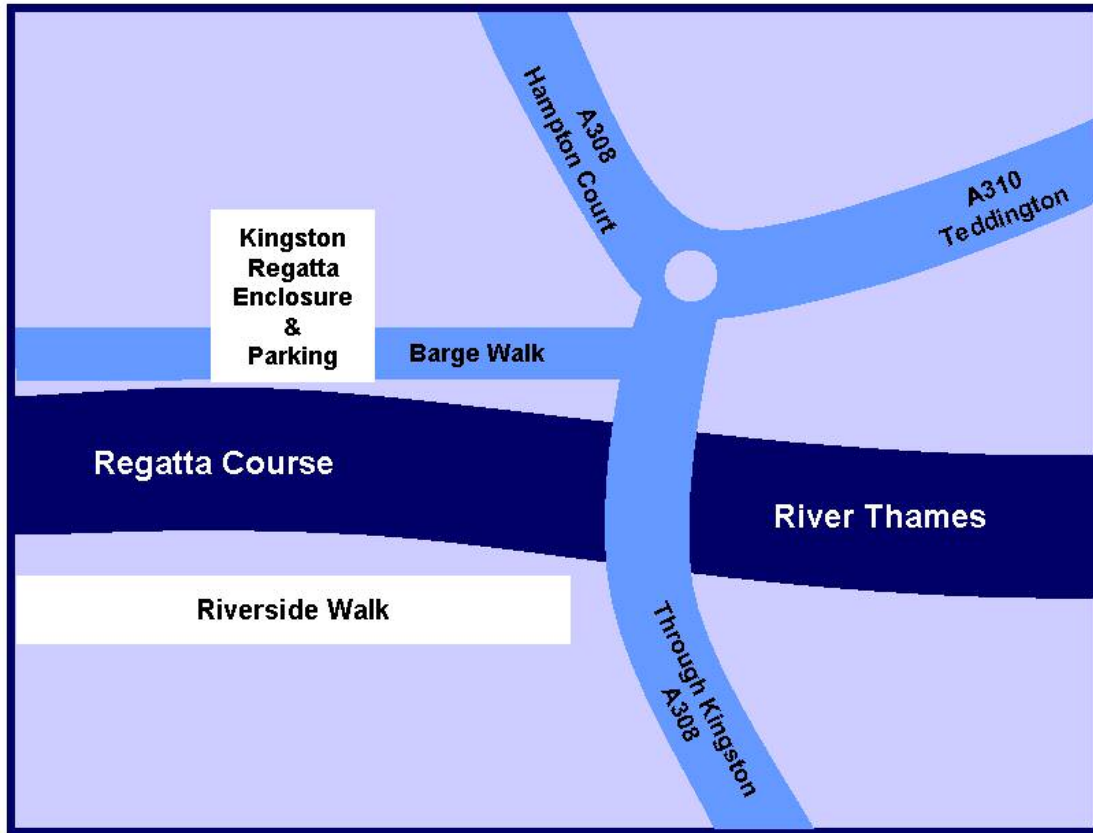 A308
Hampton Court
A310
Teddington
Kingston
Regatta
Enclosure
&
Parking
Barge Walk
Regatta Course
River Thames
Riverside Walk
Through Kingston
A308